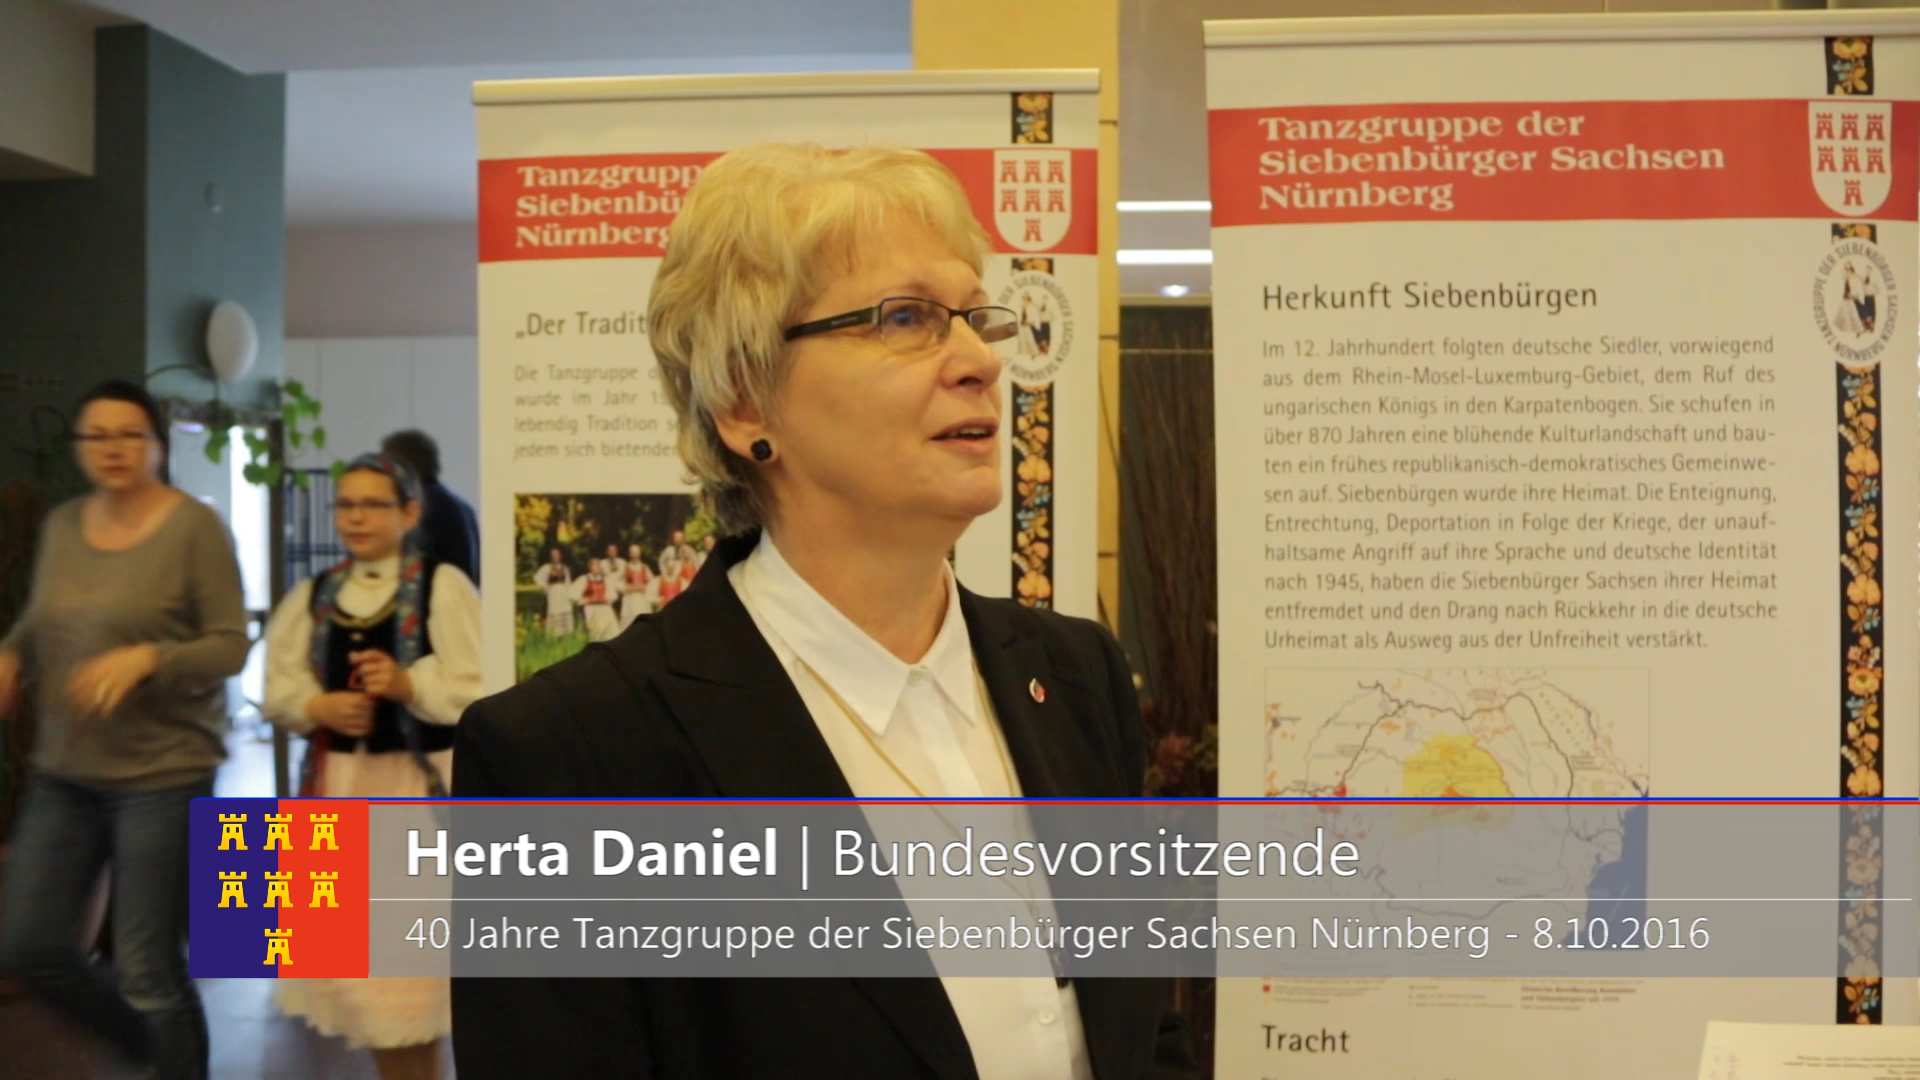 Tanzgrupp
Siebenbü
Nürnberg
„Der Tradit
Die Tanzgruppe
wurde im Jahr
lebendig Tradition
jedem sich bietende
Tanzgruppe der
Siebenbürger Sachsen
Nürnberg
TANZGRUPPE DER SIEBENBÜRGER SACHSEN NÜRNBERG
Herkunft Siebenbürgen
Im 12. Jahrhundert folgten deutsche Siedler, vorwiegend
aus dem Rhein-Mosel-Luxemburg-Gebiet, dem Ruf des
ungarischen Königs in den Karpatenbogen. Sie schufen in
über 870 Jahren eine blühende Kulturlandschaft und bau-
ten ein frühes republikanisch-demokratisches Gemeinwe-
sen auf. Siebenbürgen wurde ihre Heimat. Die Enteignung,
Entrechtung, Deportation in Folge der Kriege, der unauf-
haltsame Angriff auf ihre Sprache und deutsche Identität
nach 1945, haben die Siebenbürger Sachsen ihrer Heimat
entfremdet und den Drang nach Rückkehr in die deutsche
Urheimat als Ausweg aus der Unfreiheit verstärkt.
Herta Daniel | Bundesvorsitzende
40 Jahre Tanzgruppe der Siebenbürger Sachsen Nürnberg - 8.10.2016
Tracht